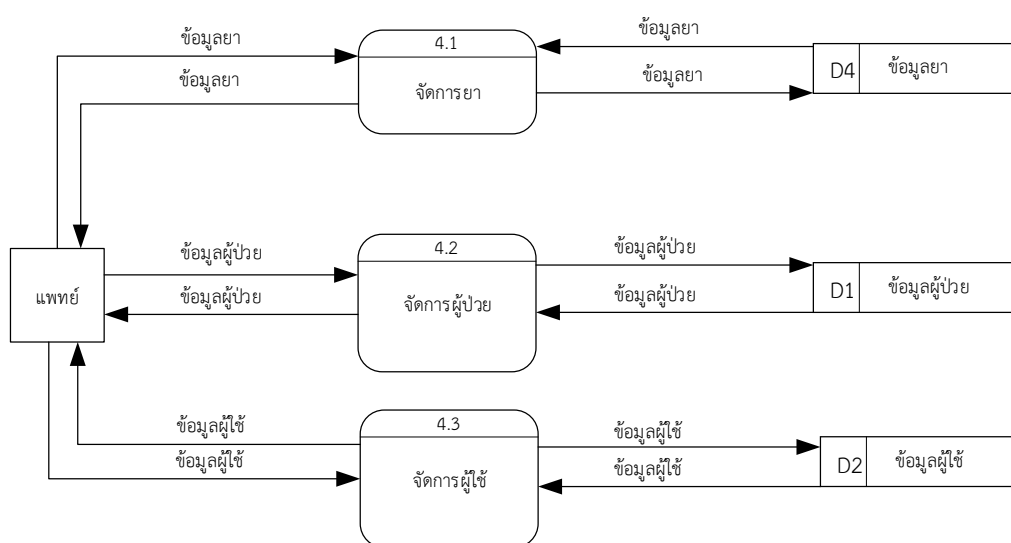 ข้อมูลยา
4.1
ข้อมูลยา
ข้อมูลยา
ข้อมูลยา
จัดการยา
D4
ข้อมูลยา
ข้อมูลผู้ป่วย
4.2
ข้อมูลผู้ป่วย
แพทย์
ข้อมูลผู้ป่วย
จัดการผู้ป่วย
ข้อมูลผู้ป่วย
D1
ข้อมูลผู้ป่วย
ข้อมูลผู้ใช้
4.3
ข้อมูลผู้ใช้
ข้อมูลผู้ใช้
จัดการผู้ใช้
ข้อมูลผู้ใช้
D2
ข้อมูลผู้ใช้